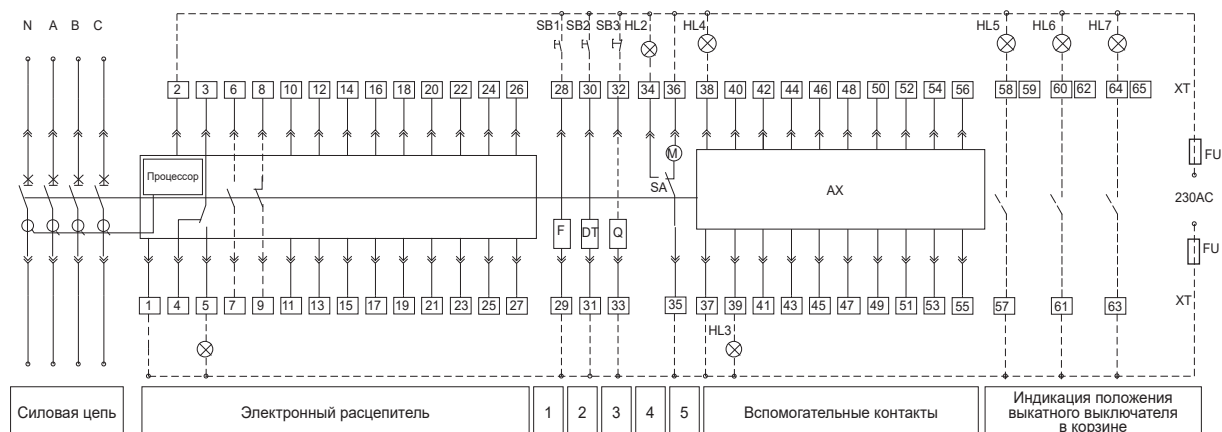 N A B C
SB1 SB2 SB3 HL2 HL4 HL5 HL6 HL7
2 3 6 8 10 12 14 16 18 20 22 24 26 28 30 32 34 36 38 40 42 44 46 48 50 52 54 56 58 59 60 62 64 65 XT
FU
M
Процессор
SA
AX
230AC
F DT Q
FU
1 4 5 7 9 11 13 15 17 19 21 23 25 27 29 31 33 35 37 39 41 43 45 47 49 51 53 55 57 61 63 XT
HL3
Силовая цепь
Электронный расцепитель
1
2
3
4
5
Вспомогательные контакты
Индикация положения
выкатного выключателя
в корзине